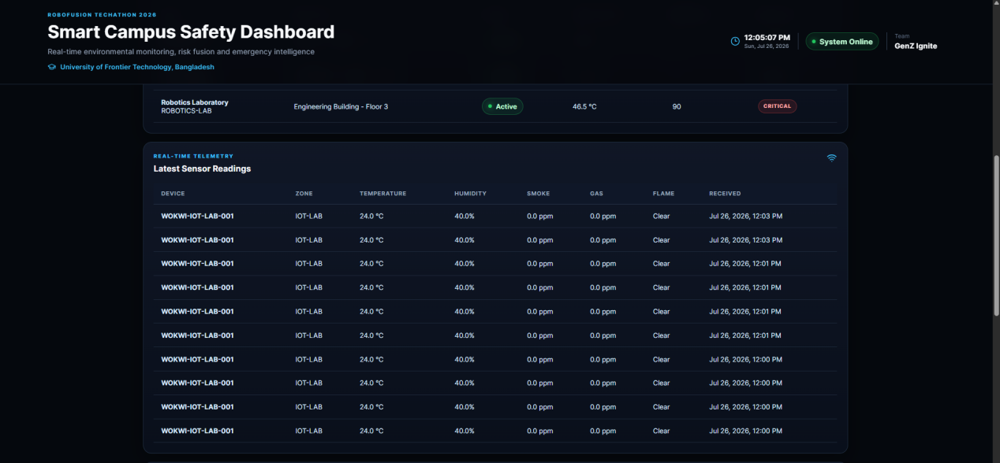 ROBOFUSION TECHATHON 2026
Smart Campus Safety Dashboard
Real-time environmental monitoring, risk fusion and emergency intelligence
University of Frontier Technology, Bangladesh
12:05:07 PM
Sun, Jul 26, 2026
System Online
Team
GenZ Ignite
Robotics Laboratory
ROBOTICS-LAB
Engineering Building - Floor 3
Active
46.5 °C
90
CRITICAL
REAL-TIME TELEMETRY
Latest Sensor Readings
DEVICE ZONE TEMPERATURE HUMIDITY SMOKE GAS FLAME RECEIVED
WOKWI-IOT-LAB-001 IOT-LAB 24.0 °C 40.0% 0.0 ppm 0.0 ppm Clear Jul 26, 2026, 12:03 PM
WOKWI-IOT-LAB-001 IOT-LAB 24.0 °C 40.0% 0.0 ppm 0.0 ppm Clear Jul 26, 2026, 12:03 PM
WOKWI-IOT-LAB-001 IOT-LAB 24.0 °C 40.0% 0.0 ppm 0.0 ppm Clear Jul 26, 2026, 12:01 PM
WOKWI-IOT-LAB-001 IOT-LAB 24.0 °C 40.0% 0.0 ppm 0.0 ppm Clear Jul 26, 2026, 12:01 PM
WOKWI-IOT-LAB-001 IOT-LAB 24.0 °C 40.0% 0.0 ppm 0.0 ppm Clear Jul 26, 2026, 12:01 PM
WOKWI-IOT-LAB-001 IOT-LAB 24.0 °C 40.0% 0.0 ppm 0.0 ppm Clear Jul 26, 2026, 12:01 PM
WOKWI-IOT-LAB-001 IOT-LAB 24.0 °C 40.0% 0.0 ppm 0.0 ppm Clear Jul 26, 2026, 12:00 PM
WOKWI-IOT-LAB-001 IOT-LAB 24.0 °C 40.0% 0.0 ppm 0.0 ppm Clear Jul 26, 2026, 12:00 PM
WOKWI-IOT-LAB-001 IOT-LAB 24.0 °C 40.0% 0.0 ppm 0.0 ppm Clear Jul 26, 2026, 12:00 PM
WOKWI-IOT-LAB-001 IOT-LAB 24.0 °C 40.0% 0.0 ppm 0.0 ppm Clear Jul 26, 2026, 12:00 PM